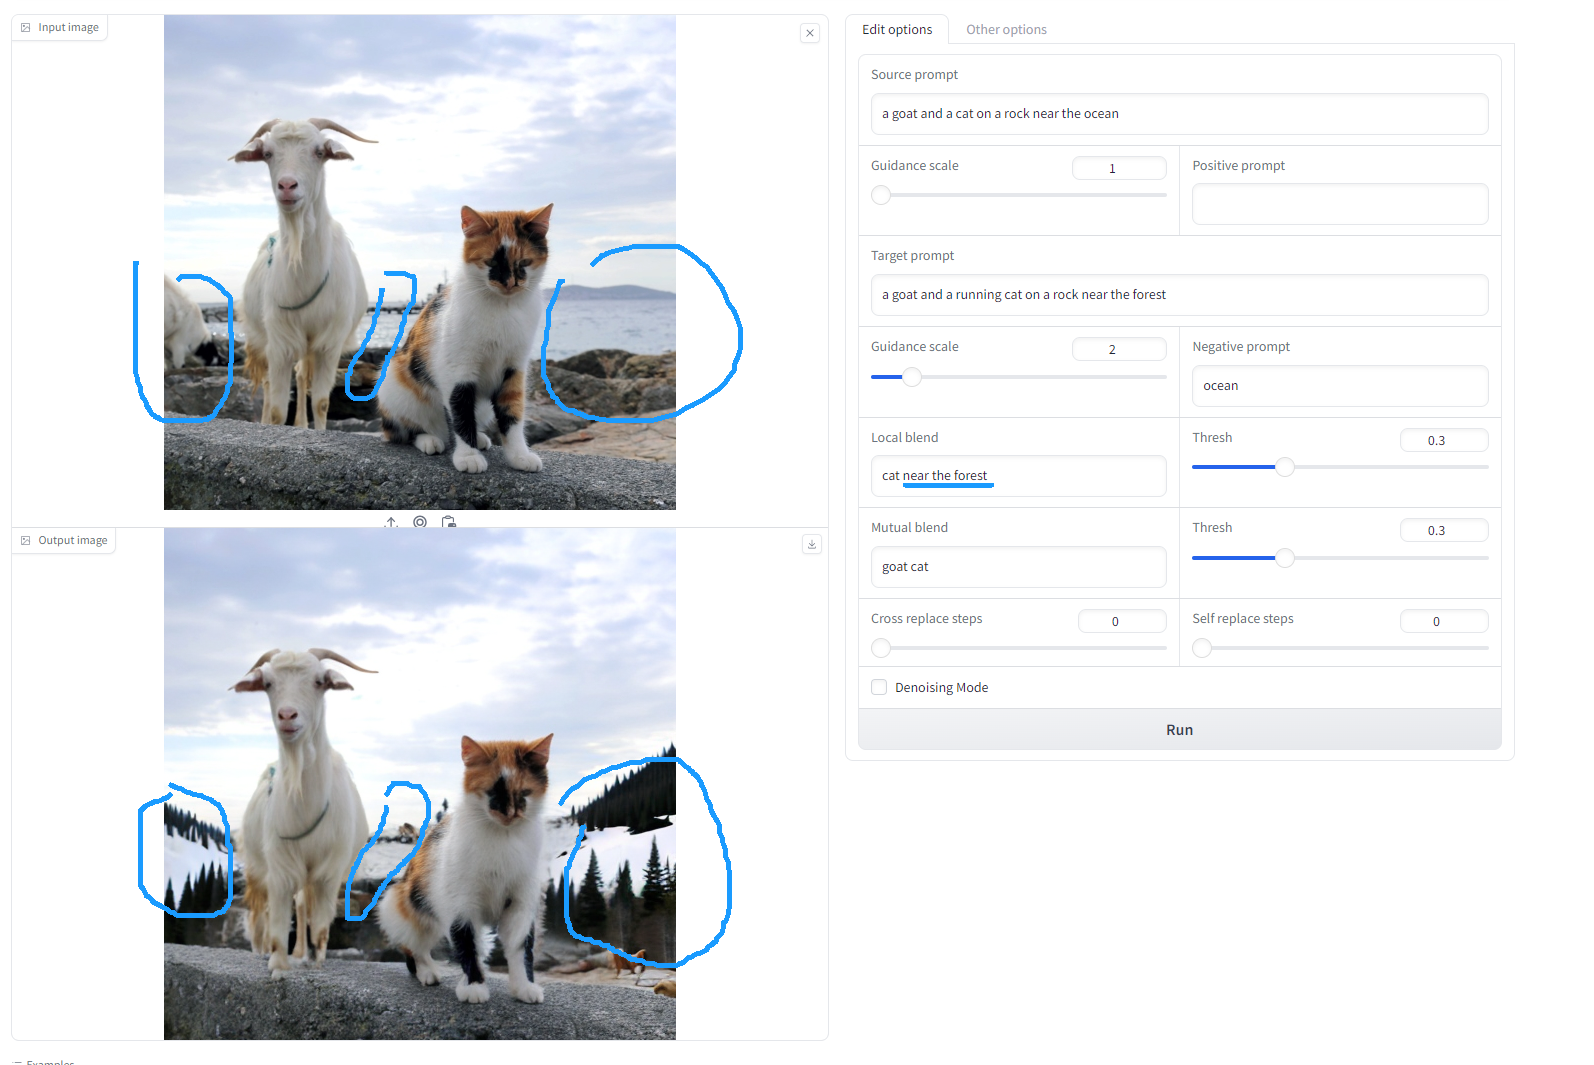 Input image
Edit options
Other options
Source prompt
a goat and a cat on a rock near the ocean
Guidance scale
1
Positive prompt
Target prompt
a goat and a running cat on a rock near the forest
Guidance scale
2
Negative prompt
ocean
Local blend
cat near the forest
Thresh
0.3
Output image
Mutual blend
goat cat
Thresh
0.3
Cross replace steps
0
Self replace steps
0
Denoising Mode
Run
Examples